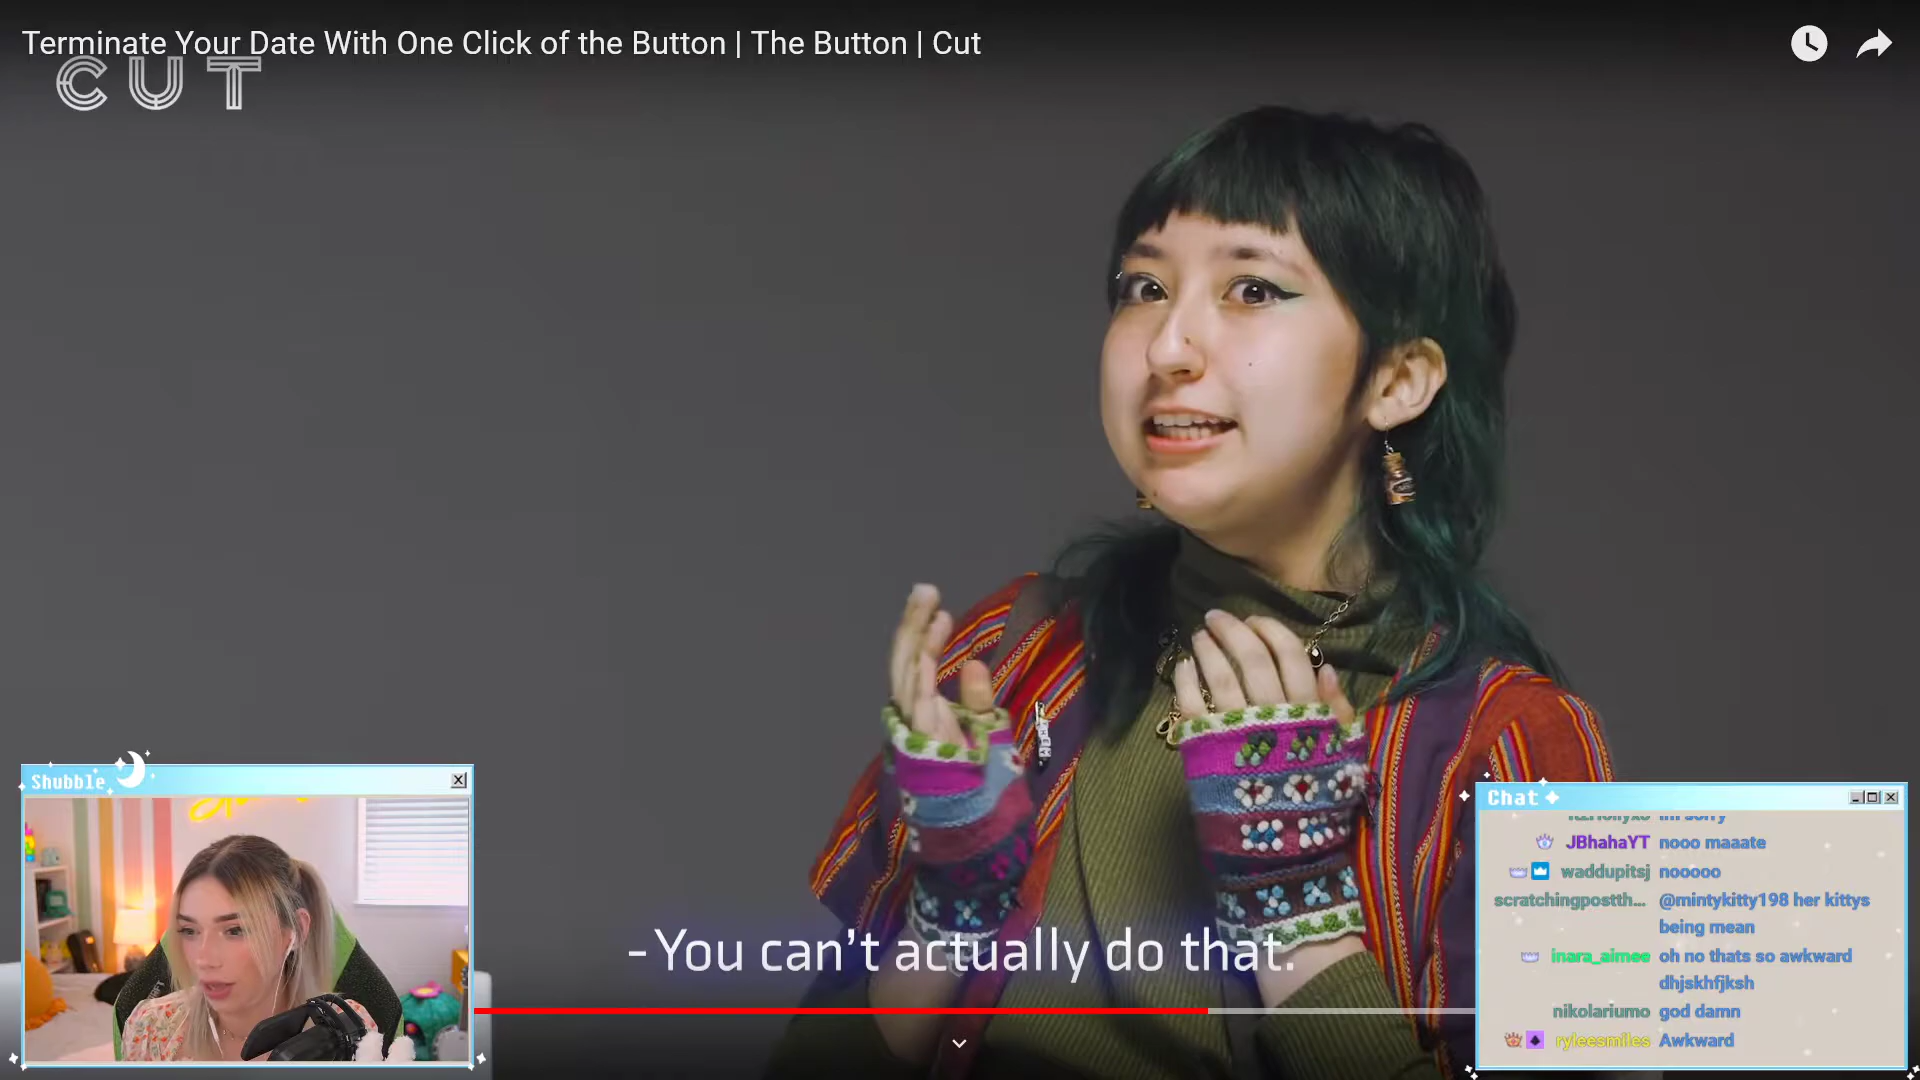 Terminate Your Date With One Click of the Button | The Button | Cut
CUT
-You can't actually do that.
Shubble
Chat
im sorry
JBhahaYT nooo maaate
waddupitsj nooooo
scratchingpostth... @mintykitty198 her kittys
being mean
inara_aimee oh no thats so awkward
dhjskhfjksh
nikolariumo god damn
ryleesmiles Awkward